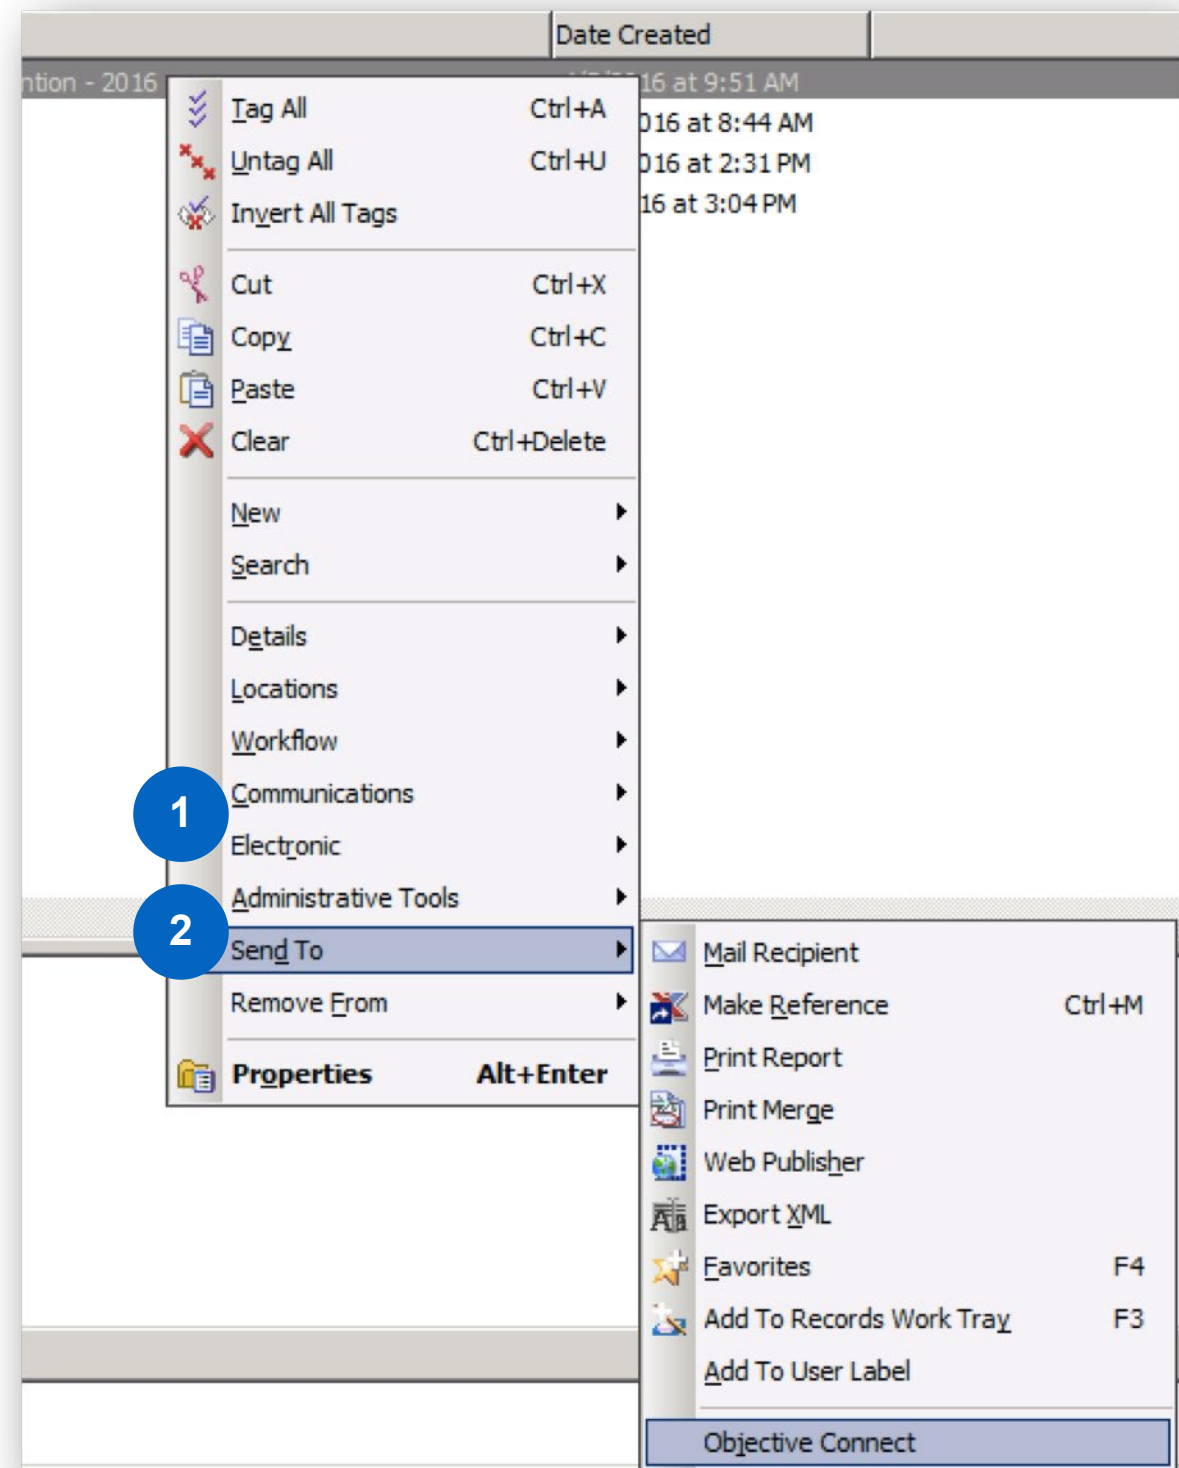 Date Created
ntion - 2016
16 at 9:51 AM
016 at 8:44 AM
016 at 2:31 PM
16 at 3:04 PM
Tag All Ctrl+A
Untag All Ctrl+U
Invert All Tags
Cut Ctrl+X
Copy Ctrl+C
Paste Ctrl+V
Clear Ctrl+Delete
New
Search
Details
Locations
Workflow
1
Communications
Electronic
Administrative Tools
2
Send To
Remove From
Properties Alt+Enter
Mail Recipient
Make Reference Ctrl+M
Print Report
Print Merge
Web Publisher
Export XML
Favorites F4
Add To Records Work Tray F3
Add To User Label
Objective Connect